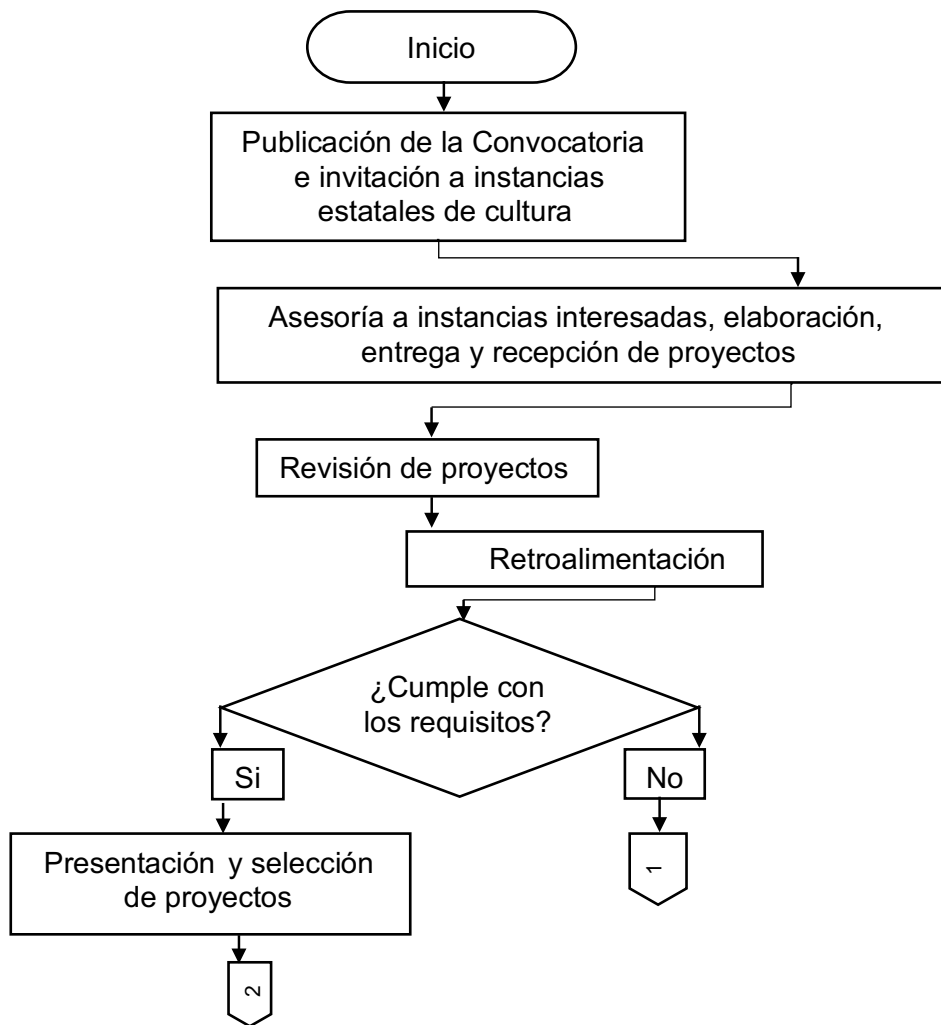 Inicio
Publicación de la Convocatoria
e invitación a instancias
estatales de cultura
Asesoría a instancias interesadas, elaboración,
entrega y recepción de proyectos
Revisión de proyectos
Retroalimentación
¿Cumple con
los requisitos?
Si
No
Presentación y selección
de proyectos
1
2